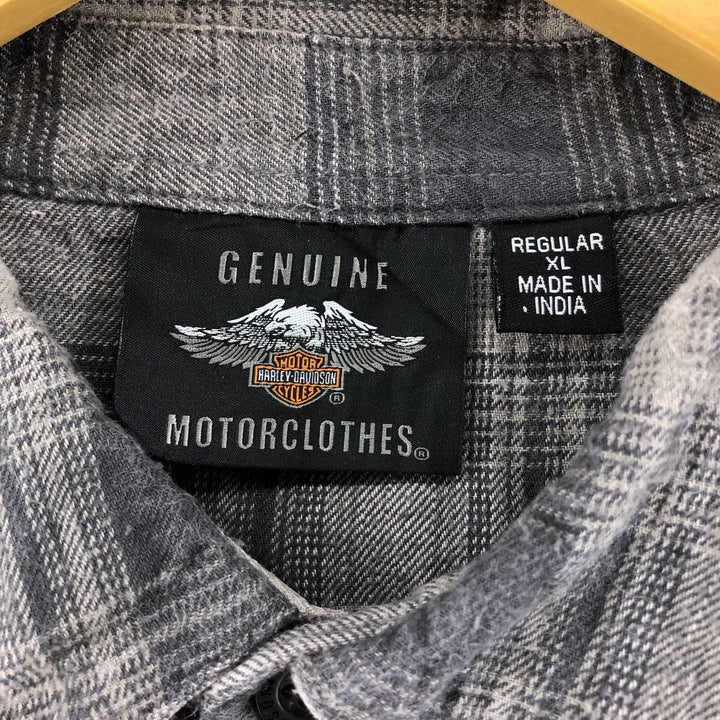 GENUINE
MOTOR
HARLEY-DAVIDSON
CYCLES
®
MOTORCLOTHES®
REGULAR
XL
MADE IN
INDIA